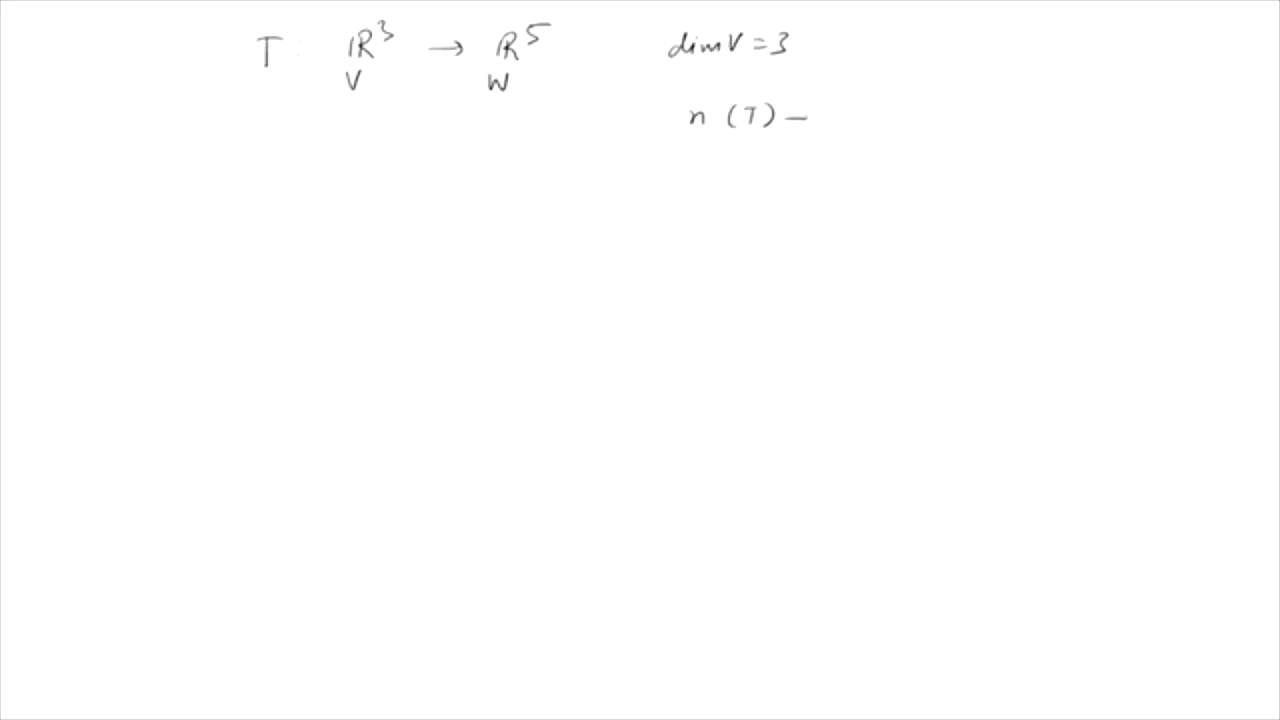 T ℝ³ → ℝ⁵ dim V = 3
V W
n (T) –